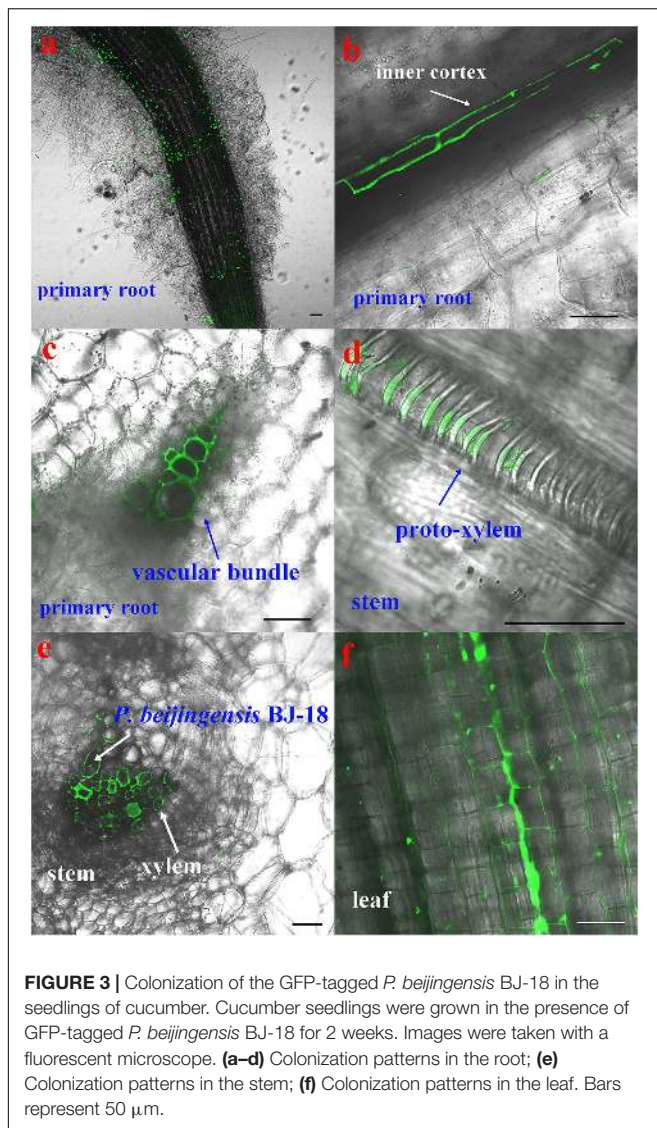 a
primary root
b
inner cortex
primary root
c
vascular bundle
primary root
d
proto-xylem
stem
e
P. beijingensis BJ-18
stem
xylem
f
leaf
FIGURE 3 | Colonization of the GFP-tagged P. beijingensis BJ-18 in the
seedlings of cucumber. Cucumber seedlings were grown in the presence of
GFP-tagged P. beijingensis BJ-18 for 2 weeks. Images were taken with a
fluorescent microscope. (a–d) Colonization patterns in the root; (e)
Colonization patterns in the stem; (f) Colonization patterns in the leaf. Bars
represent 50 μm.